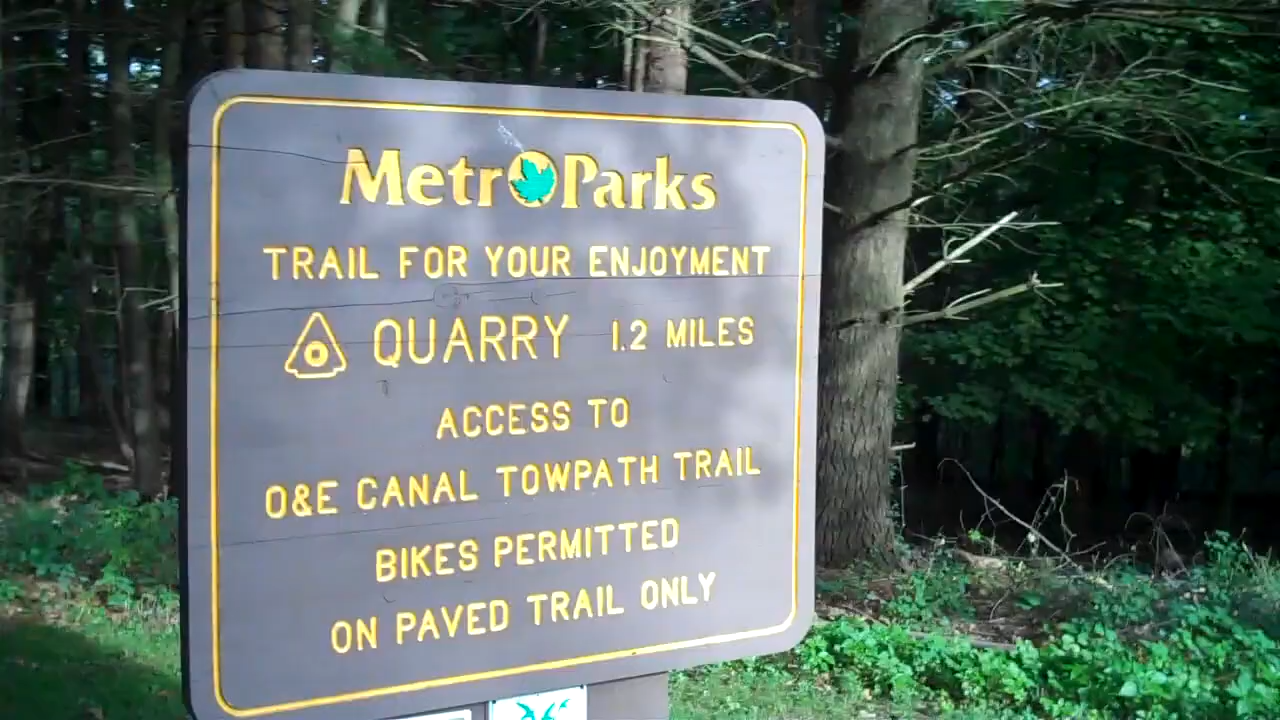 MetroParks
TRAIL FOR YOUR ENJOYMENT
QUARRY 1.2 MILES
ACCESS TO
O&E CANAL TOWPATH TRAIL
BIKES PERMITTED
ON PAVED TRAIL ONLY